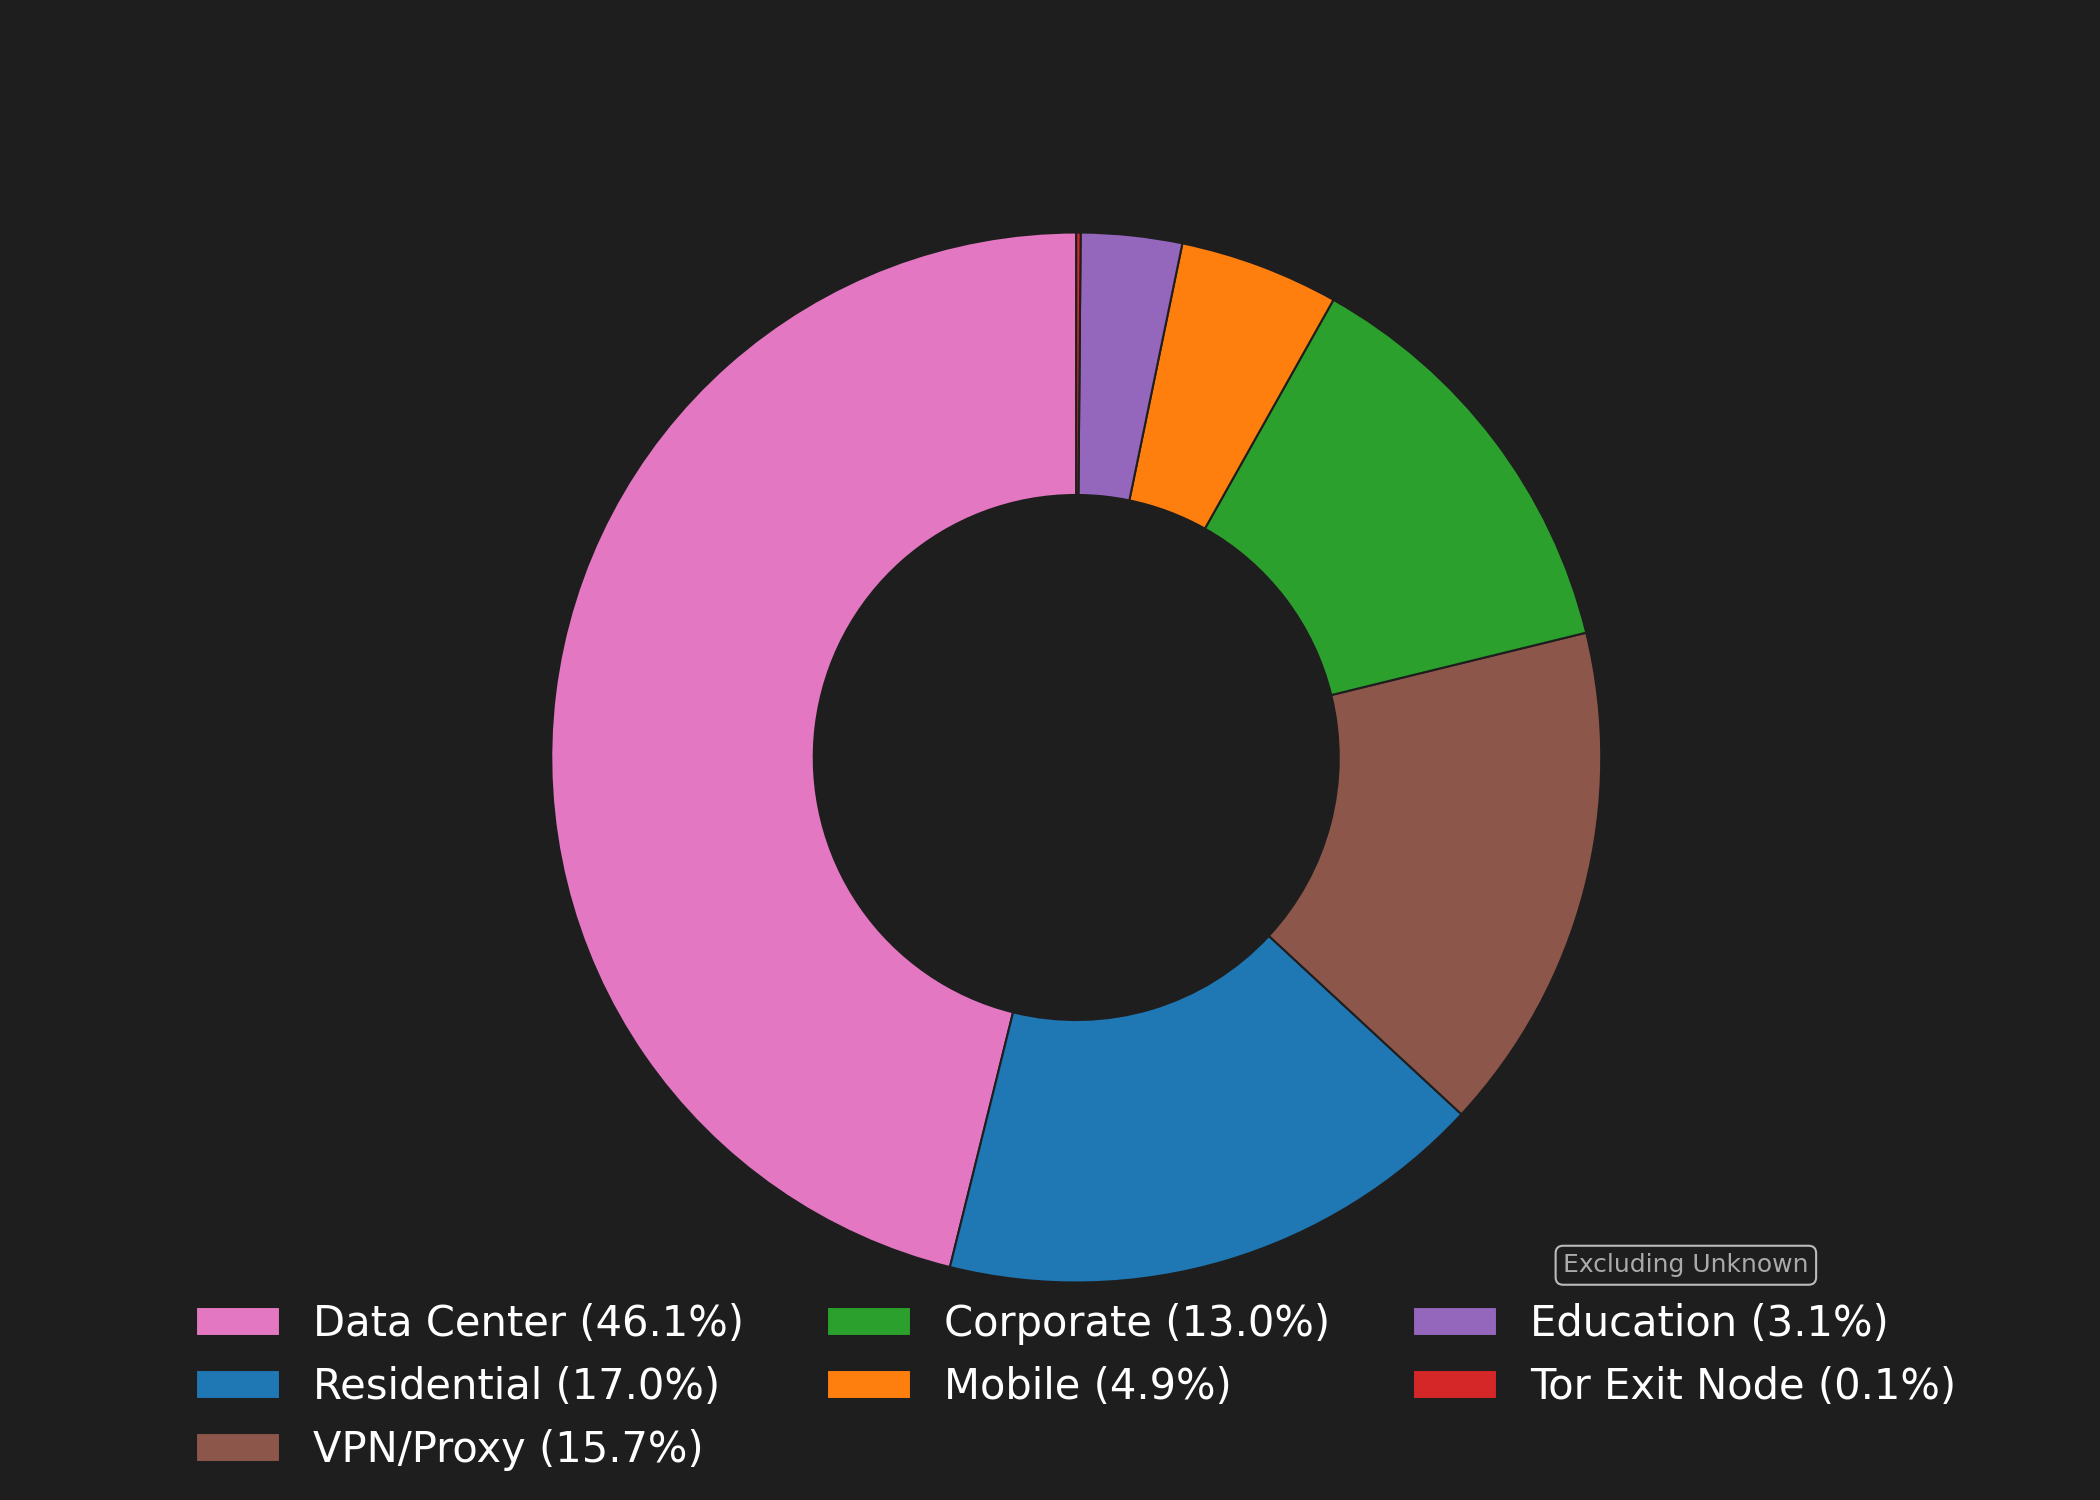 Excluding Unknown
Data Center (46.1%)
Residential (17.0%)
VPN/Proxy (15.7%)
Corporate (13.0%)
Mobile (4.9%)
Education (3.1%)
Tor Exit Node (0.1%)